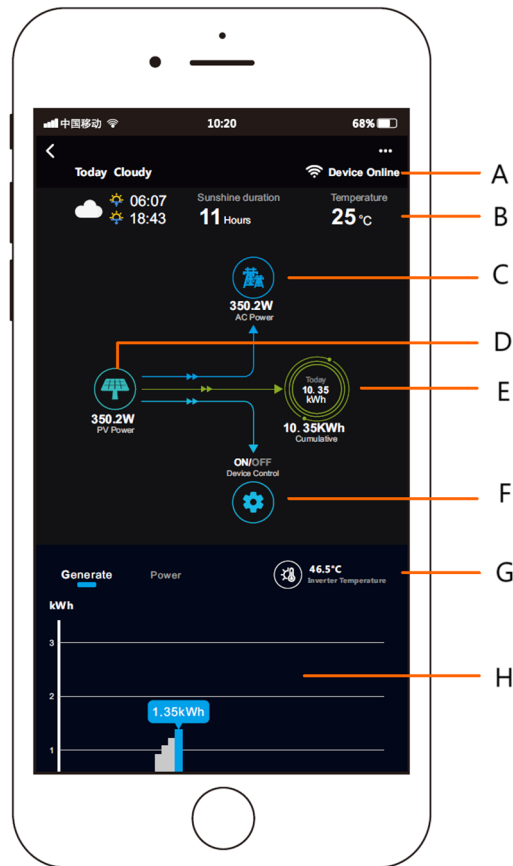 中国移动 10:20 68%
Today Cloudy Device Online A
06:07 Sunshine duration Temperature
18:43 11 Hours 25 °C B
C
350.2W
AC Power
D
Today
10. 35
kWh
E
350.2W
PV Power
10. 35KWh
Cumulative
ON/OFF
Device Control
F
Generate Power 46.5°C
Inverter Temperature
G
kWh
3
H
2
1.35kWh
1